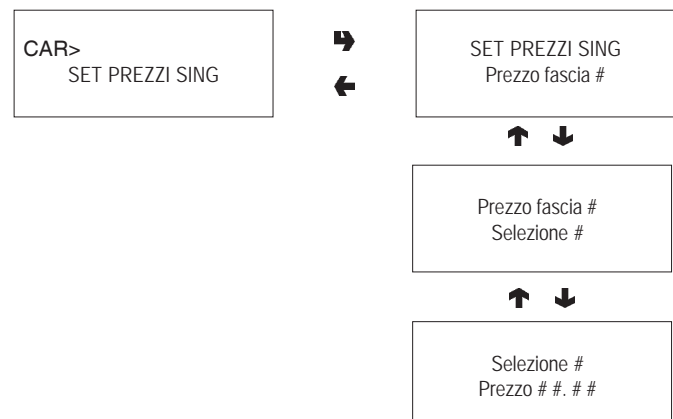 CAR>
SET PREZZI SING
SET PREZZI SING
Prezzo fascia #
Prezzo fascia #
Selezione #
Selezione #
Prezzo # #. # #